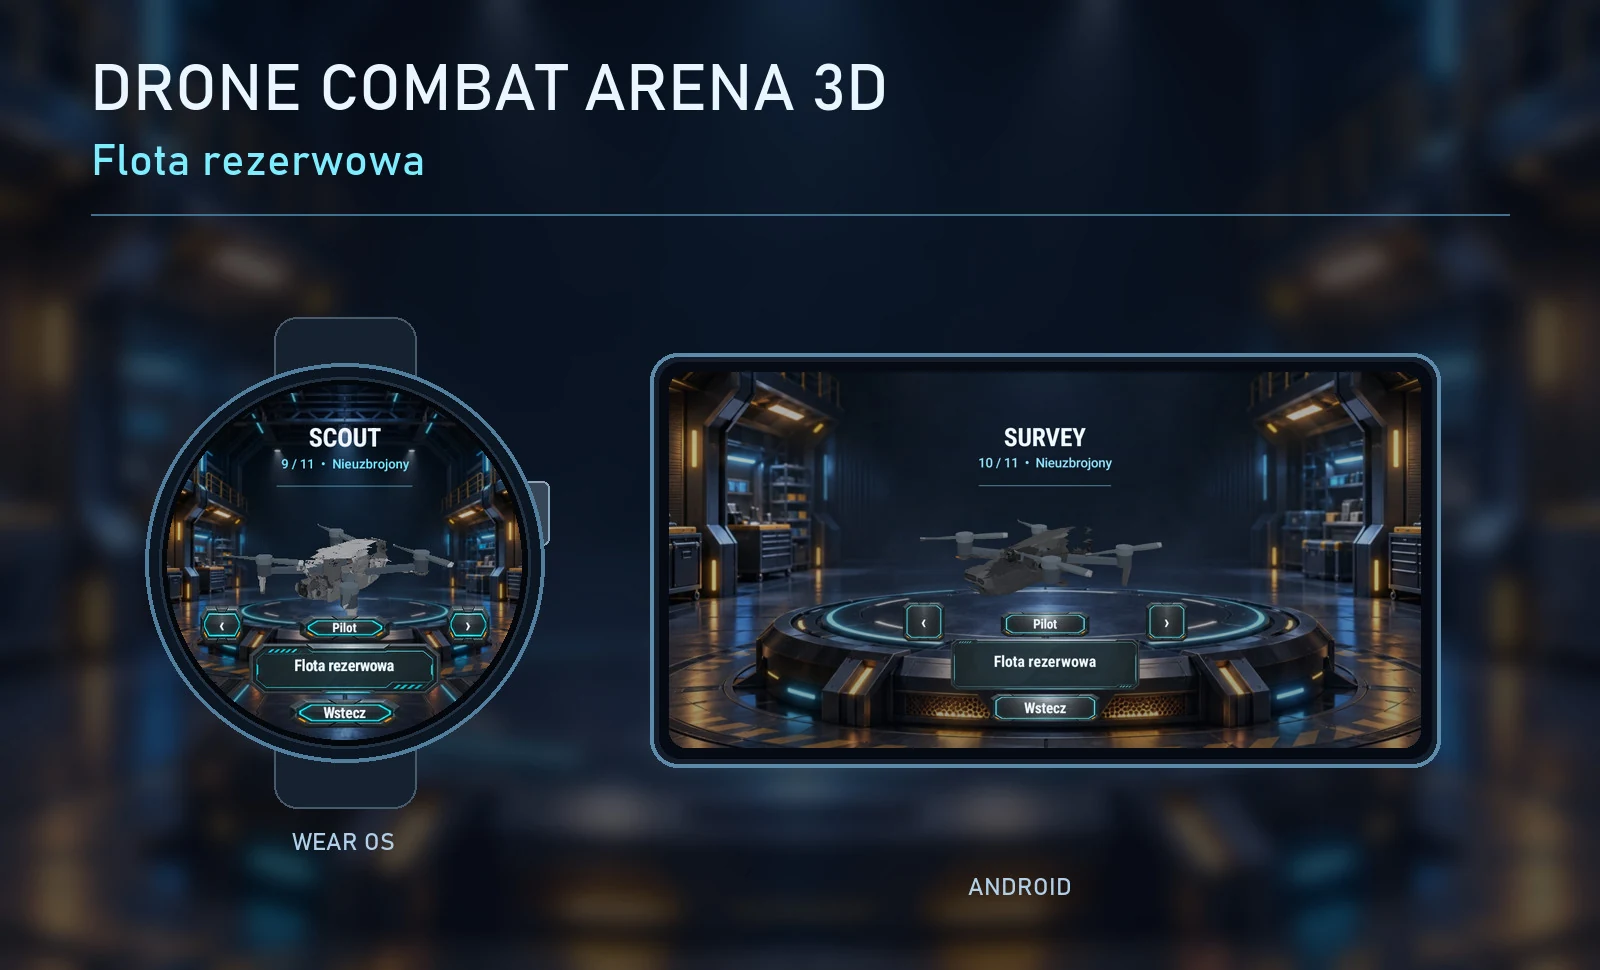 DRONE COMBAT ARENA 3D
Flota rezerwowa
SCOUT
9 / 11 • Nieuzbrojony
‹
Pilot
›
Flota rezerwowa
Wstecz
WEAR OS
SURVEY
10 / 11 • Nieuzbrojony
‹
Pilot
›
Flota rezerwowa
Wstecz
ANDROID